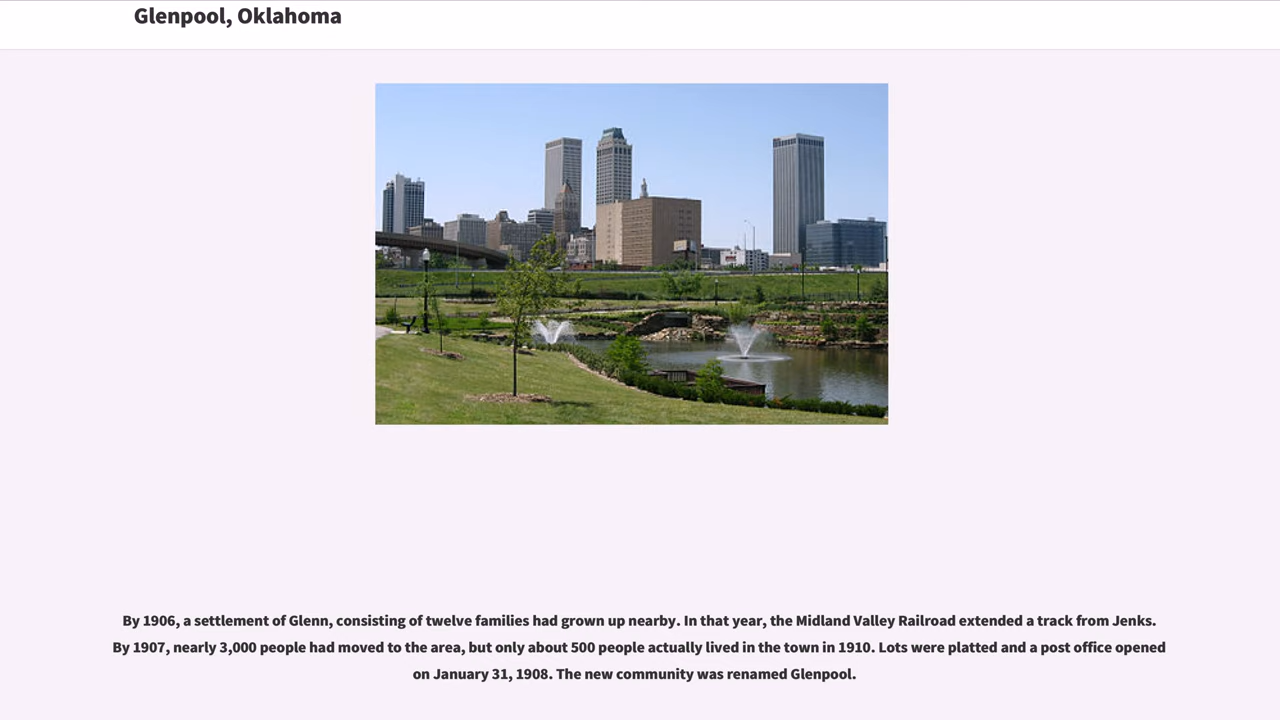 Glenpool, Oklahoma
By 1906, a settlement of Glenn, consisting of twelve families had grown up nearby. In that year, the Midland Valley Railroad extended a track from Jenks.
By 1907, nearly 3,000 people had moved to the area, but only about 500 people actually lived in the town in 1910. Lots were platted and a post office opened
on January 31, 1908. The new community was renamed Glenpool.